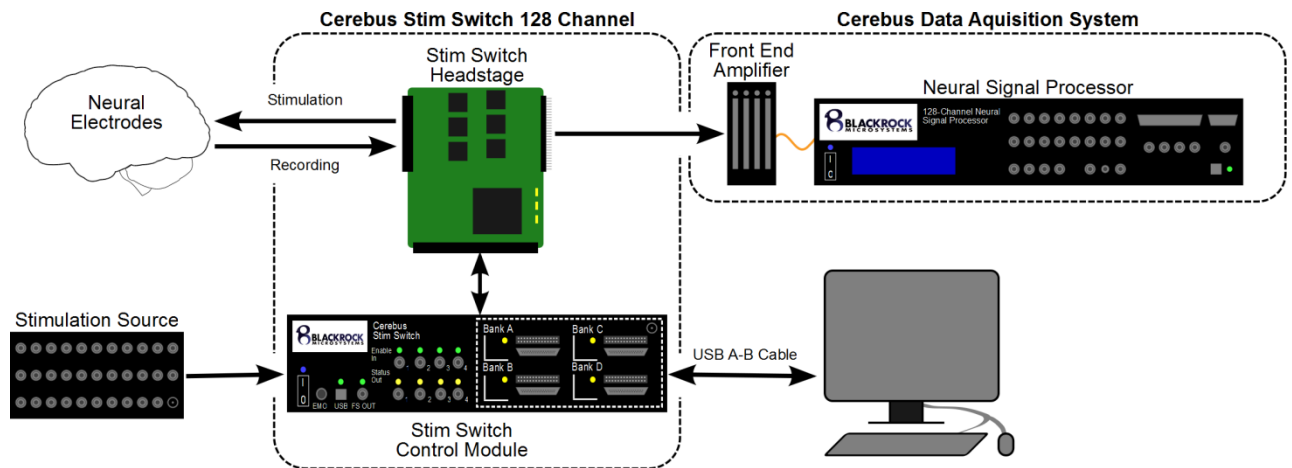 Cerebus Stim Switch 128 Channel
Cerebus Data Aquisition System
Stim Switch
Headstage
Front End
Amplifier
Neural Signal Processor
Neural
Electrodes
Stimulation
Recording
BLACKROCK
MICROSYSTEMS
128-Channel Neural
Signal Processor
I
C
Stimulation Source
BLACKROCK
MICROSYSTEMS
Cerebus
Stim Switch
Enable
In
2
3
4
Status
Out
2
3
4
I
O
EMO
USB
FS OUT
Bank A
Bank C
Bank B
Bank D
USB A-B Cable
Stim Switch
Control Module